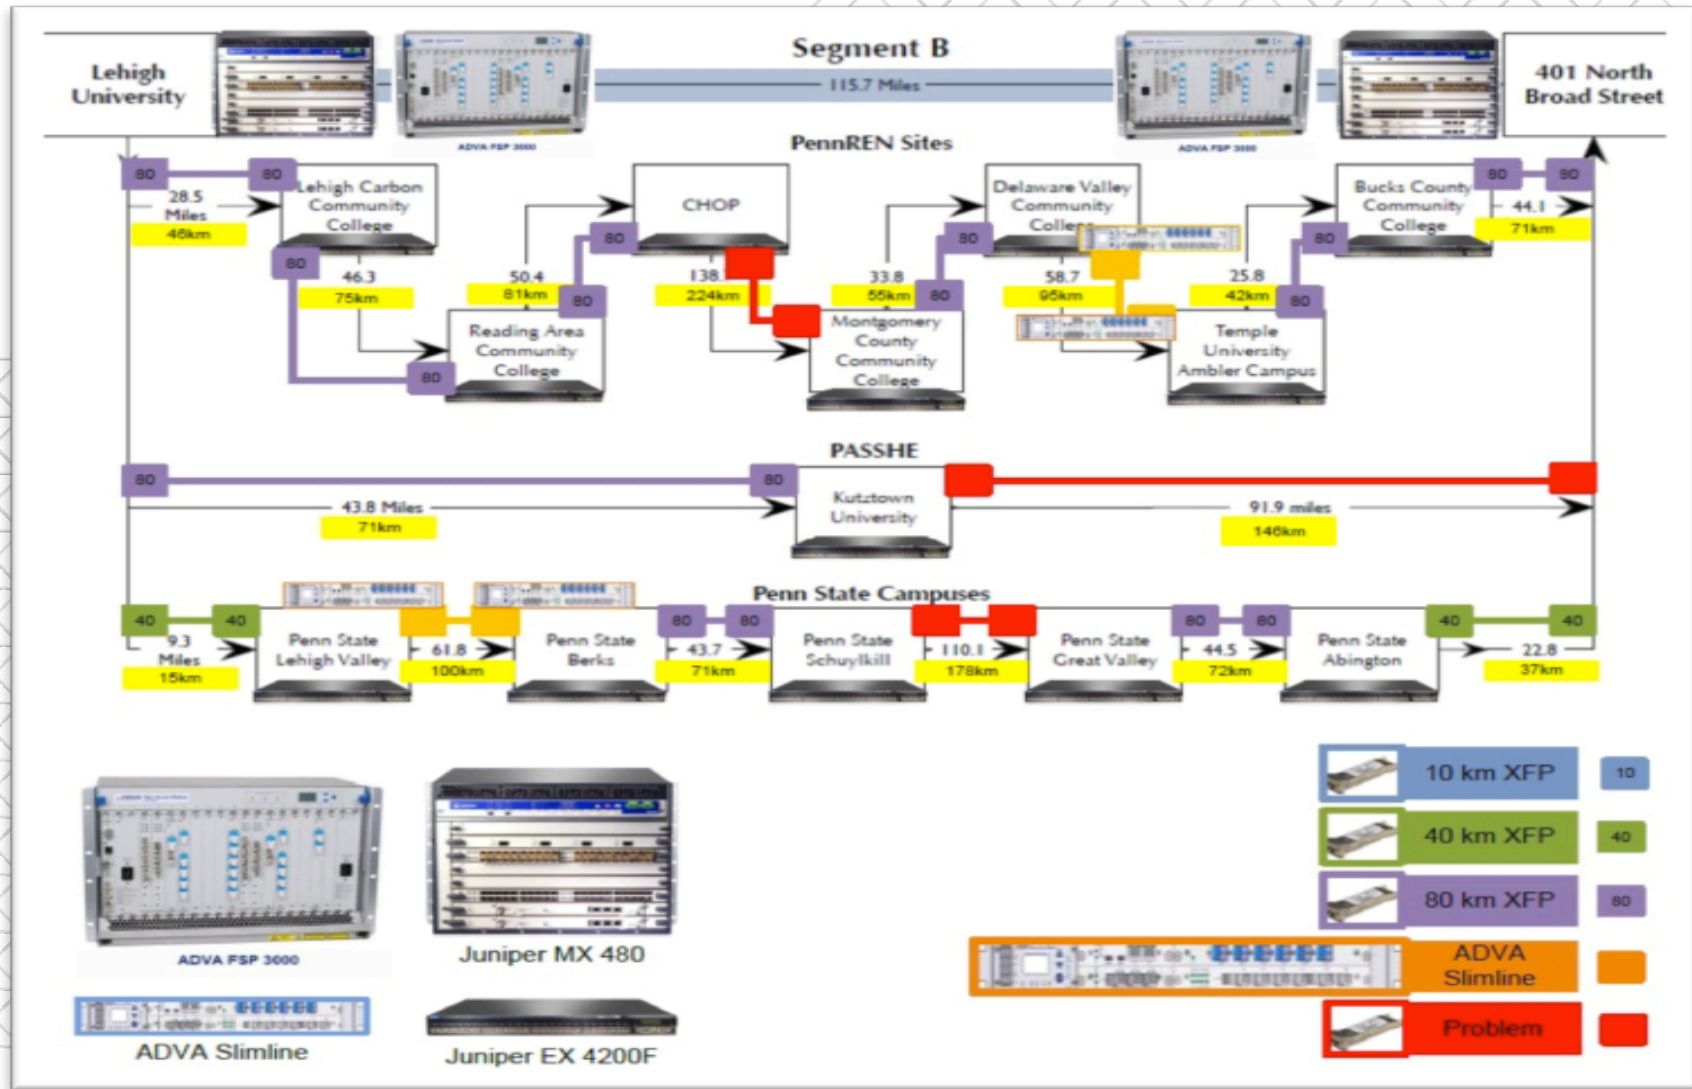 Segment B
Lehigh
University
115.7 Miles
401 North
Broad Street
ADVA FSP 3000
ADVA FSP 3000
PennREN Sites
80
80
28.5
Miles
46km
Lehigh Carbon
Community
College
80
46.3
75km
80
Reading Area
Community
College
50.4
81km
80
80
CHOP
224km
Montgomery
County
Community
College
33.8
55km
80
80
Delaware Valley
Community
College
58.7
95km
Temple
University
Ambler Campus
25.8
42km
80
80
Bucks County
Community
College
80
80
44.1
71km
PASSHE
80
80
43.8 Miles
71km
Kutztown
University
91.9 miles
146km
Penn State Campuses
40
40
9.3
Miles
15km
Penn State
Lehigh Valley
61.8
100km
Penn State
Berks
80
80
43.7
71km
Penn State
Schuylkill
110.1
178km
Penn State
Great Valley
80
80
44.5
72km
Penn State
Abington
40
40
22.8
37km
ADVA FSP 3000
Juniper MX 480
ADVA Slimline
Juniper EX 4200F
10 km XFP
10
40 km XFP
40
80 km XFP
80
ADVA
Slimline
Problem